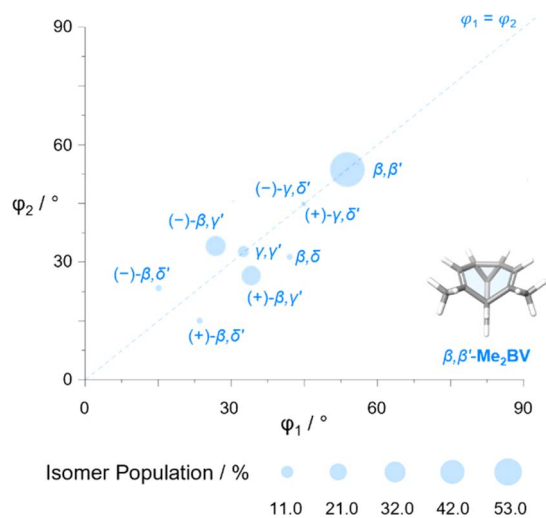 90
φ₁ = φ₂
60
β,β'
(−)-γ,δ'
(+)-γ,δ'
φ₂ / °
(−)-β,γ'
γ,γ'
β,δ
30
(−)-β,δ'
(+)-β,γ'
(+)-β,δ'
β,β'-Me₂BV
0
0
30
60
90
φ₁ / °
Isomer Population / %
11.0 21.0 32.0 42.0 53.0